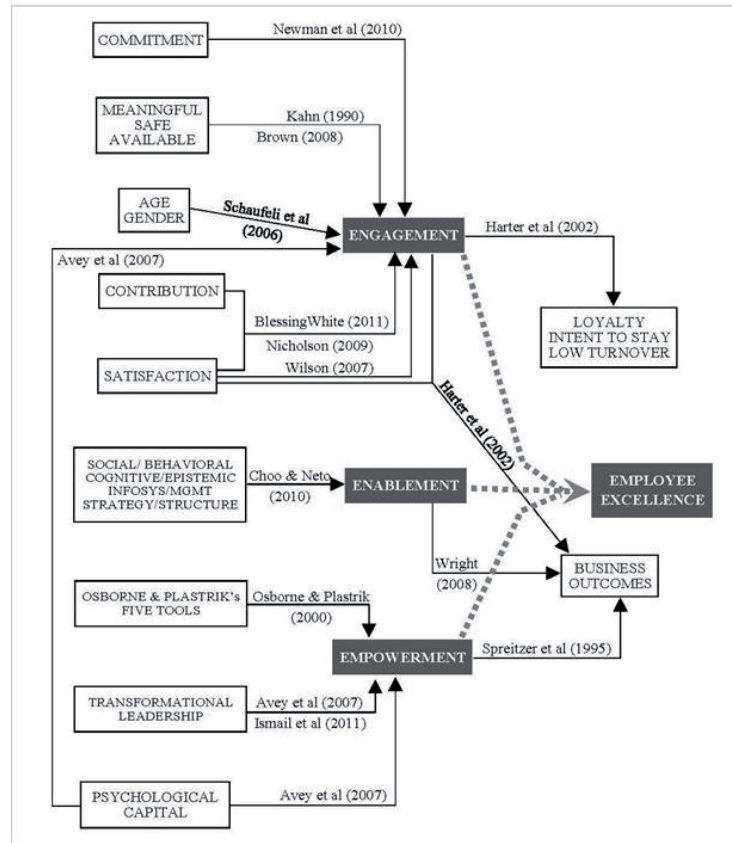 COMMITMENT
Newman et al (2010)
MEANINGFUL
SAFE
AVAILABLE
Kahn (1990)
Brown (2008)
AGE
GENDER
Schaufeli et al
(2006)
ENGAGEMENT
Harter et al (2002)
Avey et al (2007)
CONTRIBUTION
BlessingWhite (2011)
Nicholson (2009)
LOYALTY
INTENT TO STAY
LOW TURNOVER
SATISFACTION
Wilson (2007)
Harter et al (2002)
SOCIAL/ BEHAVIORAL
COGNITIVE/EPISTEMIC
INFOSYS/MGMT
STRATEGY/STRUCTURE
Choo & Neto
(2010)
ENABLEMENT
EMPLOYEE
EXCELLENCE
Wright
(2008)
BUSINESS
OUTCOMES
OSBORNE & PLASTRIK's
FIVE TOOLS
Osborne & Plastrik
(2000)
EMPOWERMENT
Spreitzer et al (1995)
TRANSFORMATIONAL
LEADERSHIP
Avey et al (2007)
Ismail et al (2011)
PSYCHOLOGICAL
CAPITAL
Avey et al (2007)